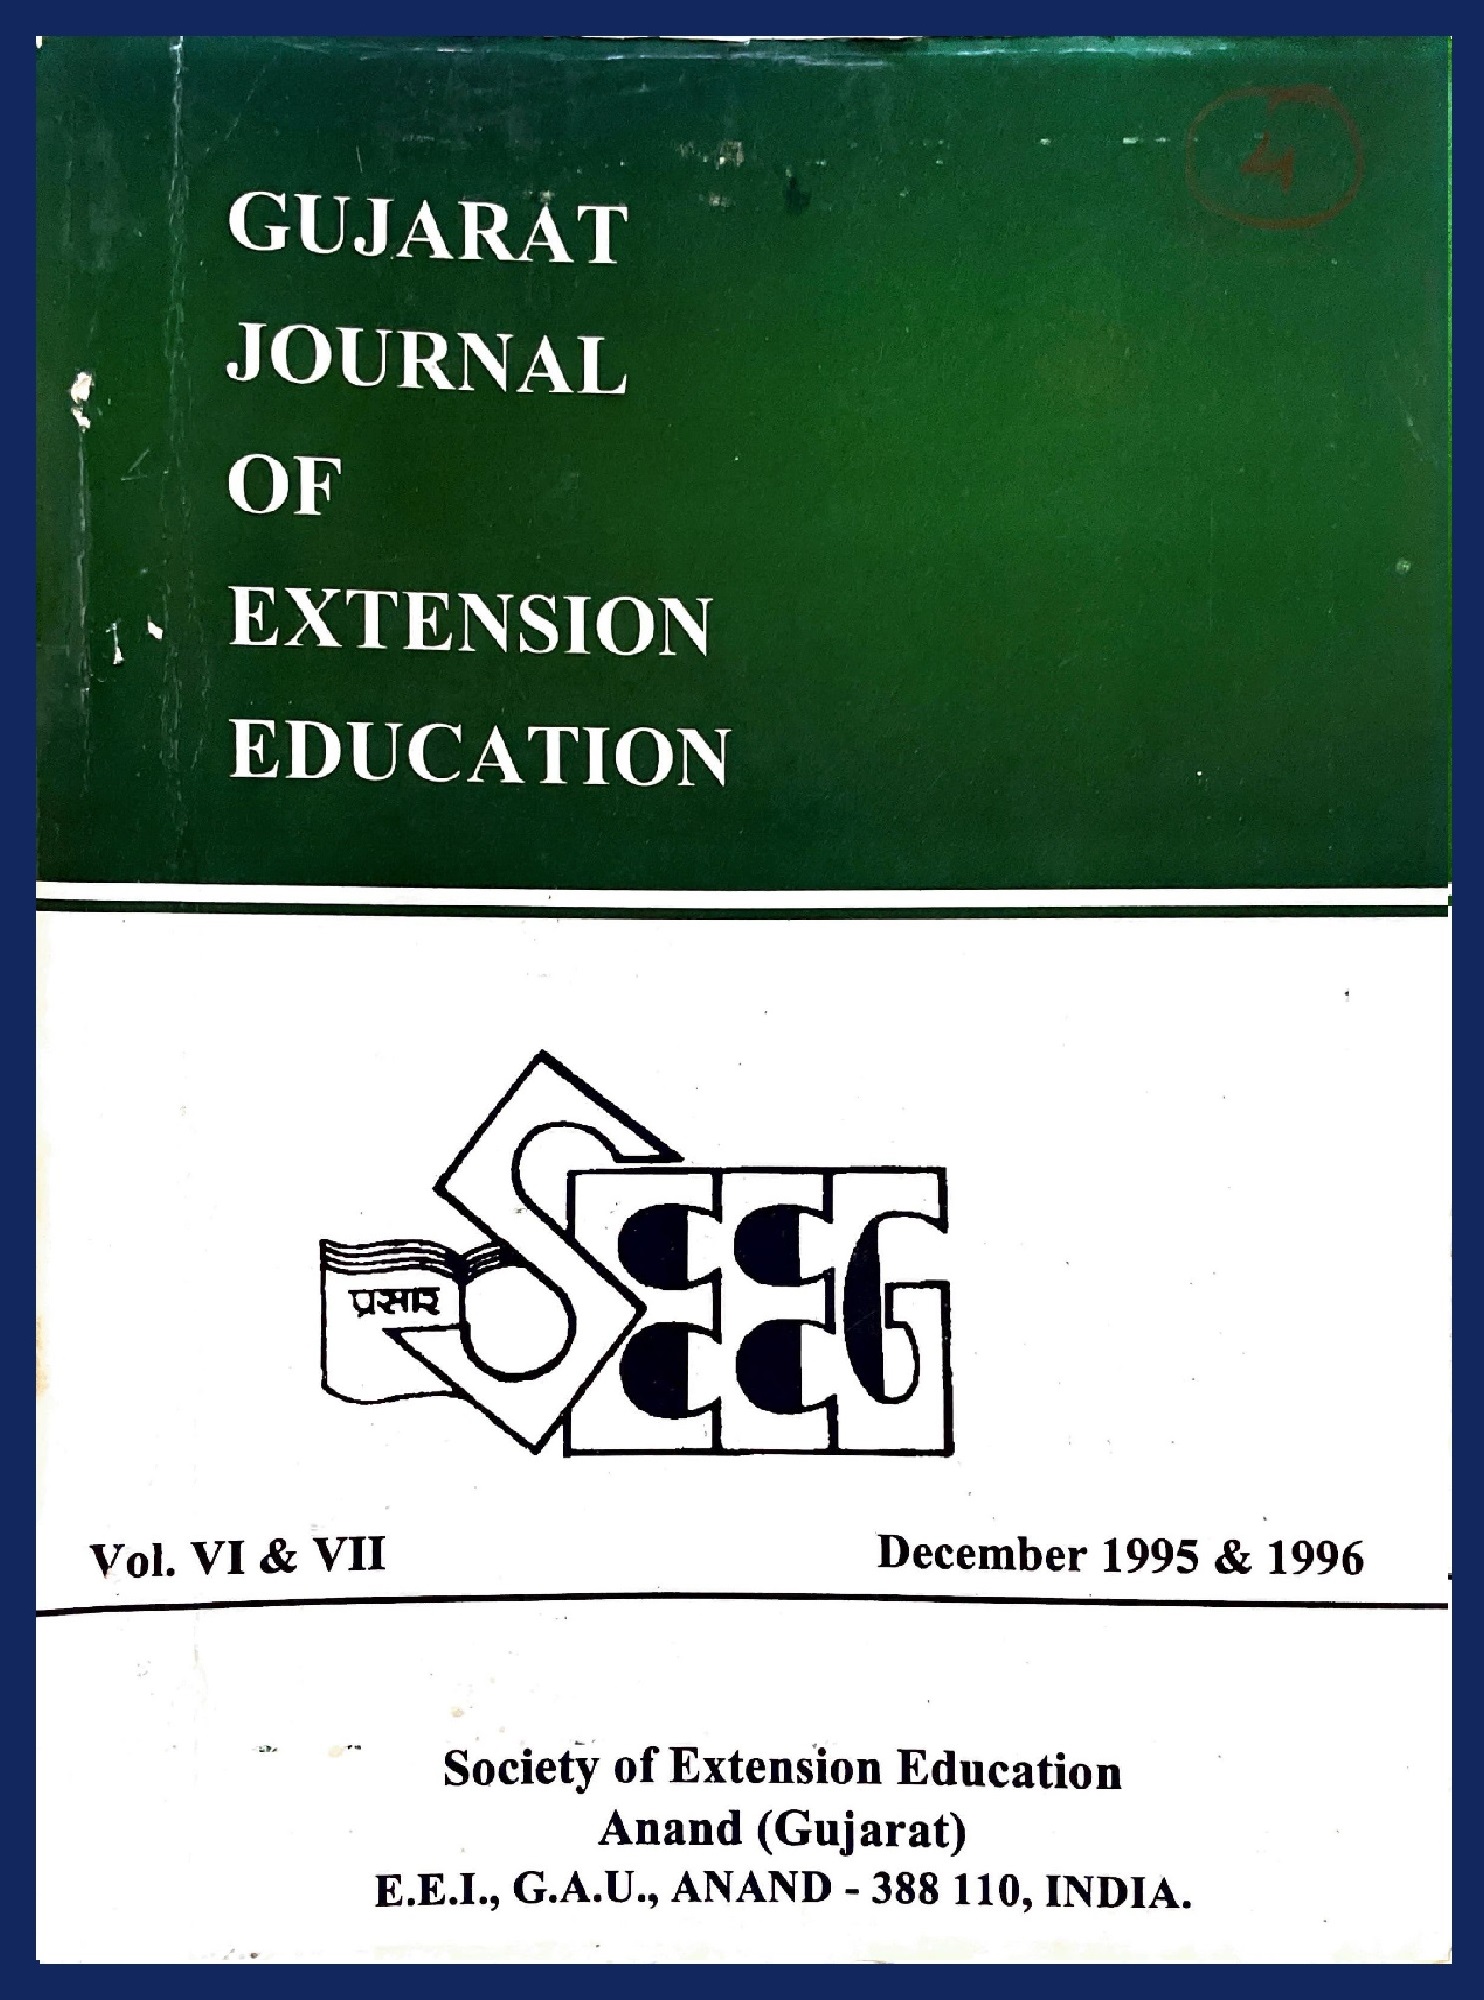 GUJARAT
JOURNAL
OF
EXTENSION
EDUCATION
प्रसार
SEEG
Vol. VI & VII
December 1995 & 1996
Society of Extension Education
Anand (Gujarat)
E.E.I., G.A.U., ANAND - 388 110, INDIA.